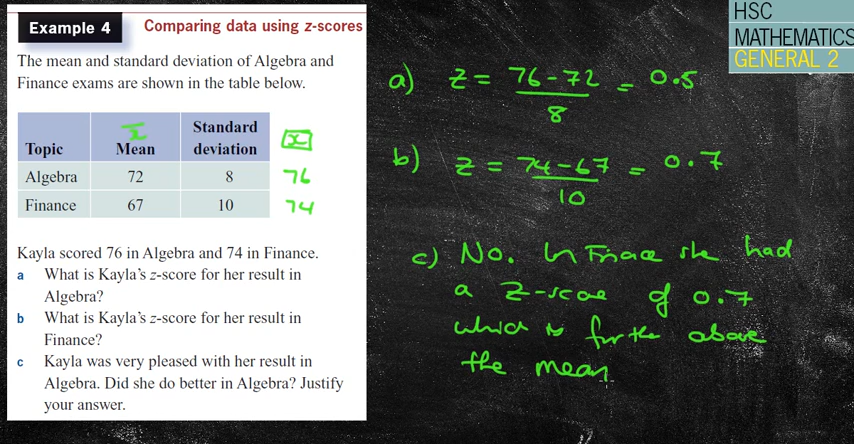 Example 4 Comparing data using z-scores
The mean and standard deviation of Algebra and
Finance exams are shown in the table below.
x̄
Topic Mean Standard deviation x
Algebra 72 8 76
Finance 67 10 74
Kayla scored 76 in Algebra and 74 in Finance.
a What is Kayla's z-score for her result in
Algebra?
b What is Kayla's z-score for her result in
Finance?
c Kayla was very pleased with her result in
Algebra. Did she do better in Algebra? Justify
your answer.
HSC
MATHEMATICS
GENERAL 2
a) z = 76-72 = 0.5
8
b) z = 74-67 = 0.7
10
c) No. In Finace she had
a z-score of 0.7
which is further above
the mean